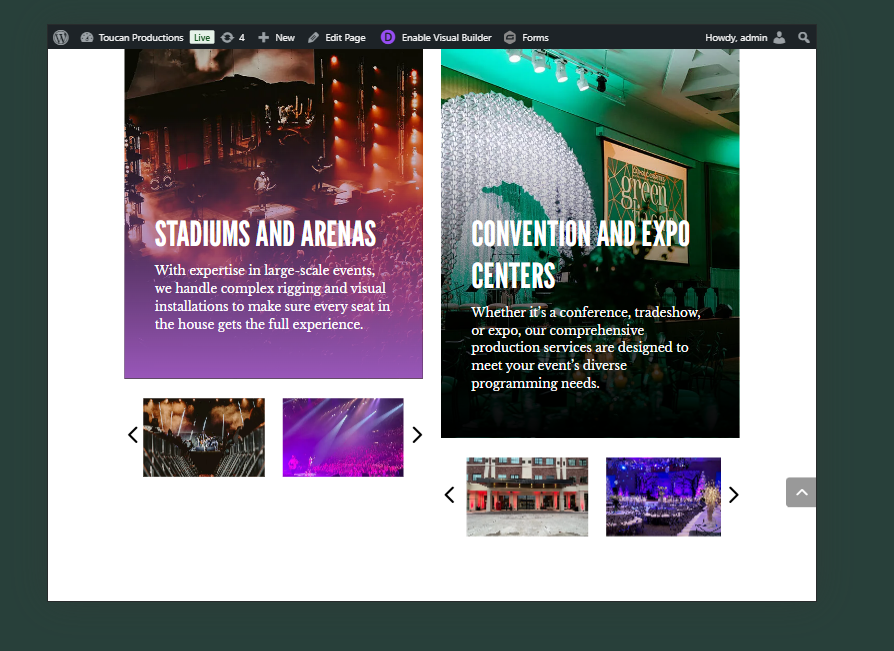 Toucan Productions Live 4 New Edit Page D Enable Visual Builder Forms Howdy, admin
STADIUMS AND ARENAS
With expertise in large-scale events,
we handle complex rigging and visual
installations to make sure every seat in
the house gets the full experience.
green
CONVENTION AND EXPO
CENTERS
Whether it’s a conference, tradeshow,
or expo, our comprehensive
production services are designed to
meet your event’s diverse
programming needs.